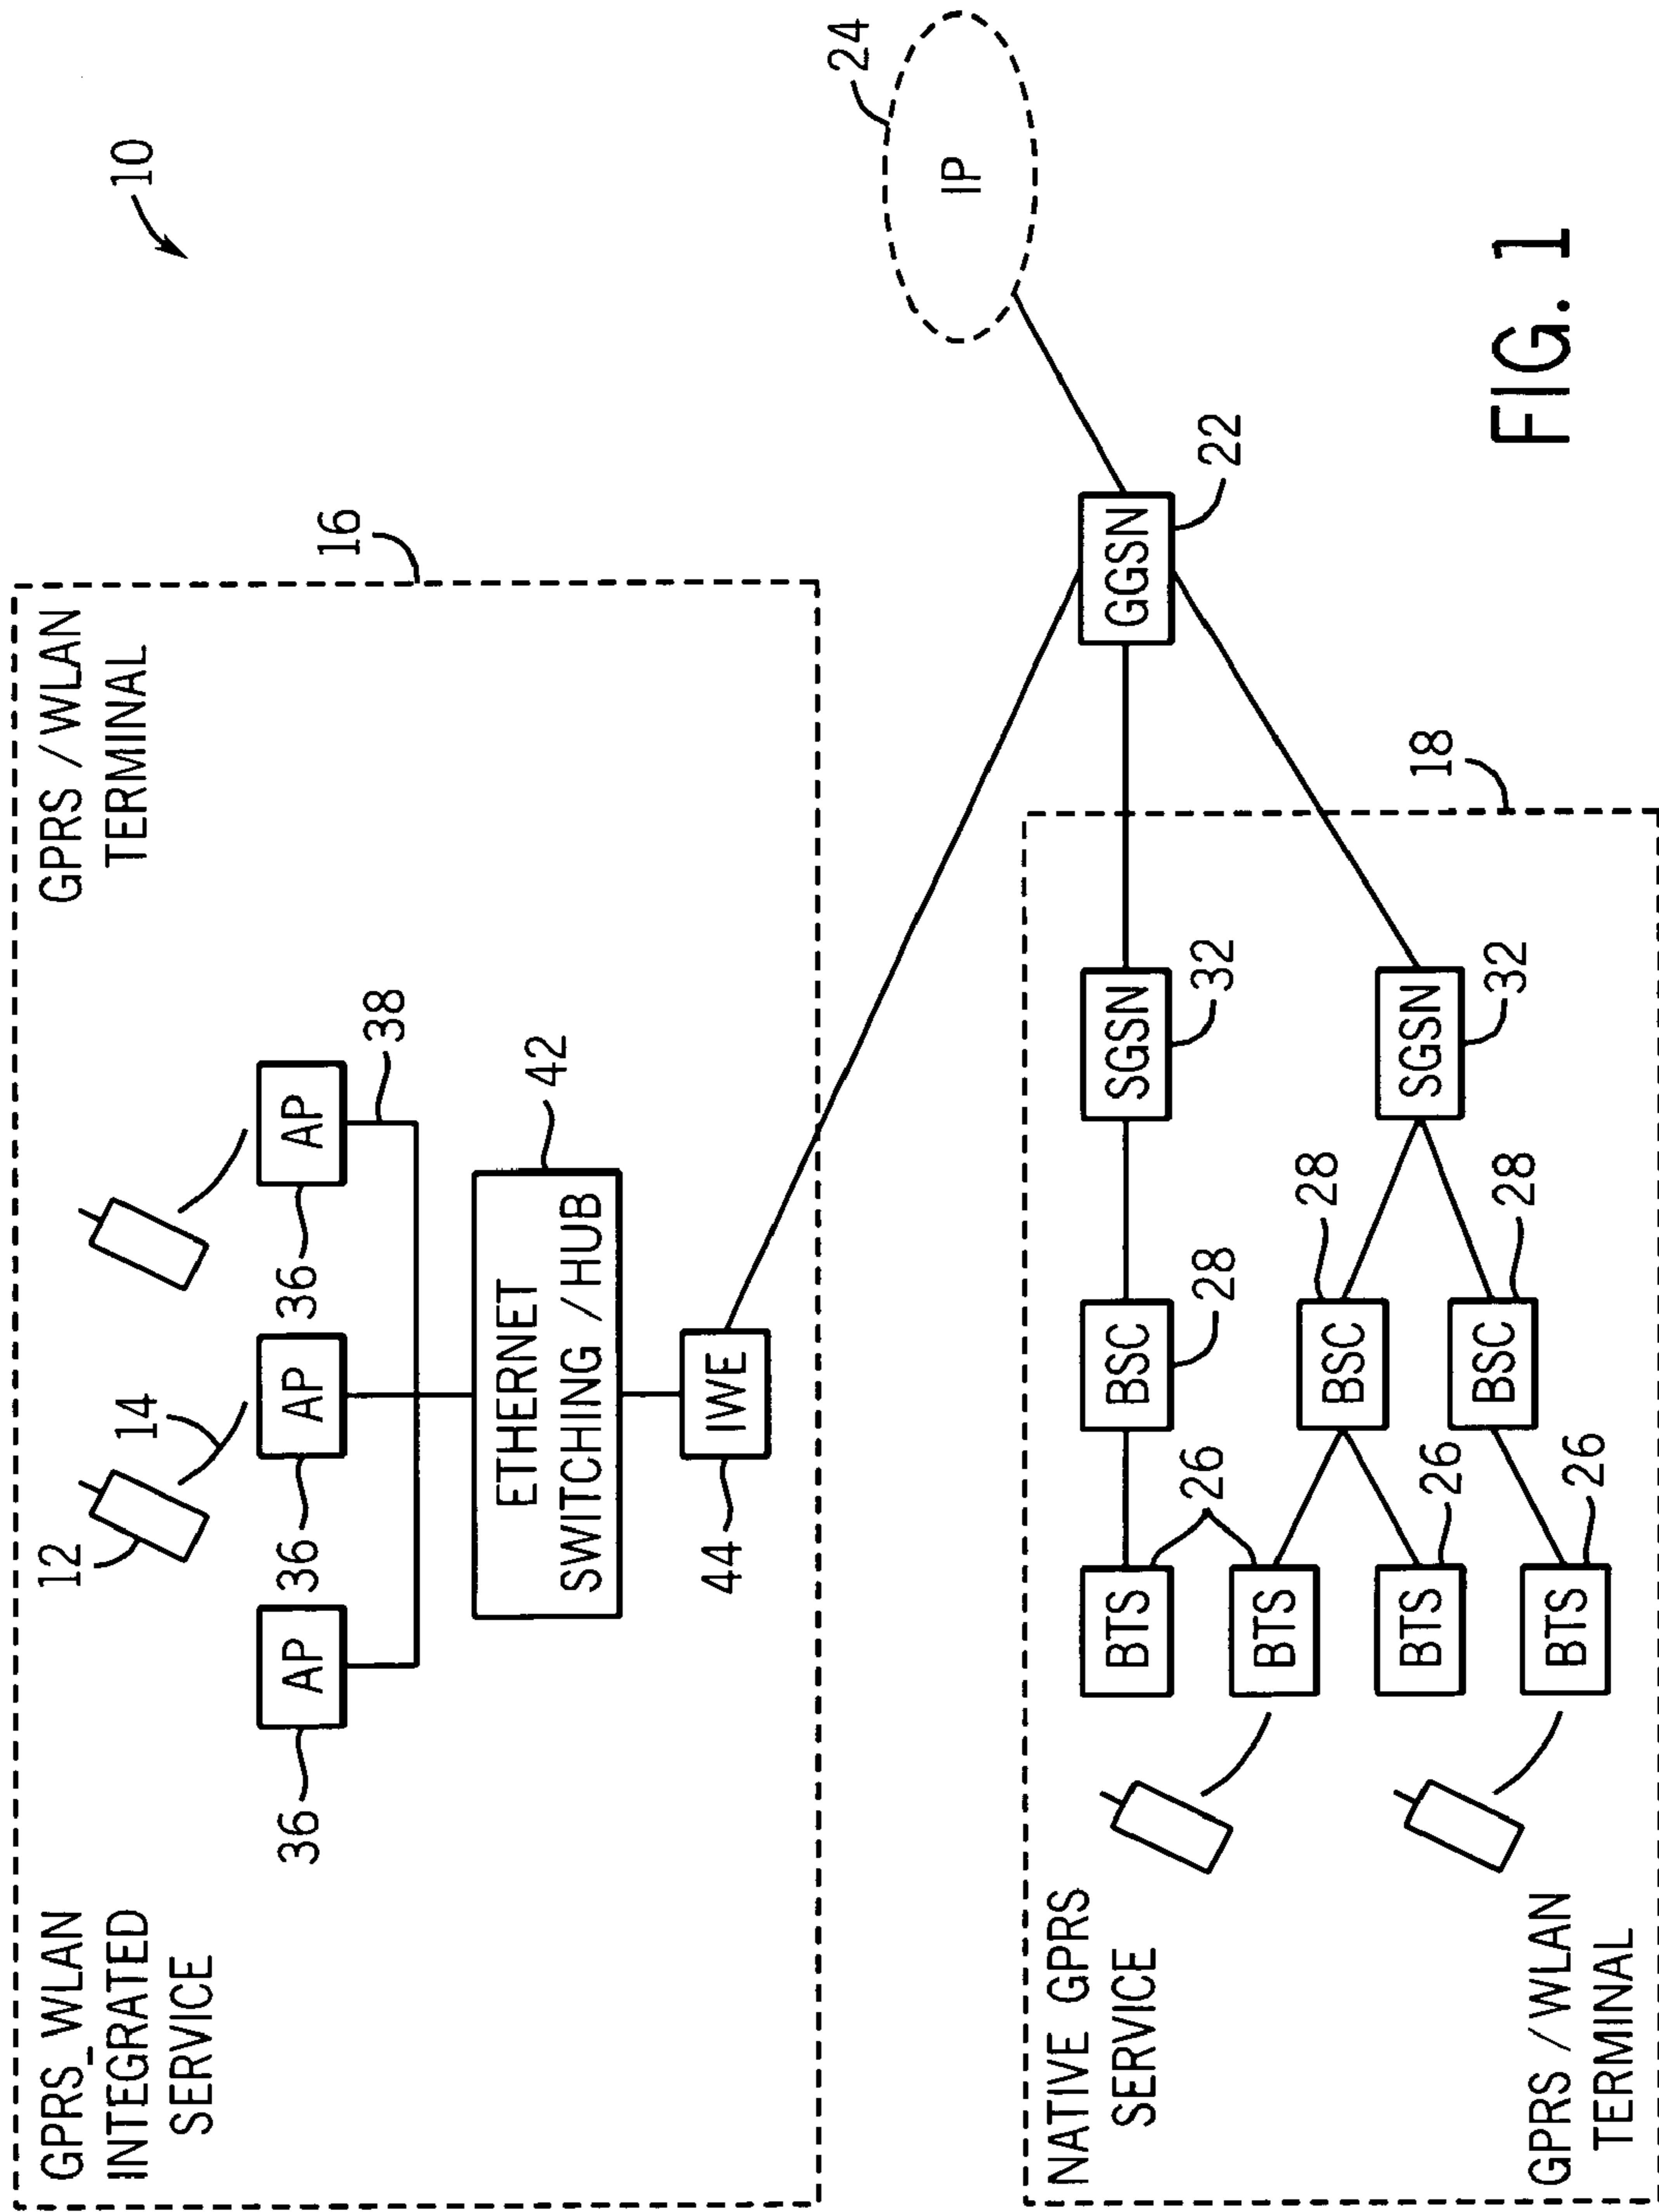 10
GPRS_WLAN
INTEGRATED
SERVICE
GPRS/WLAN
TERMINAL
16
12
14
36
AP
36
AP
36
AP
38
ETHERNET
SWITCHING/HUB
42
44
IWE
24
IP
GGSN
22
NATIVE GPRS
SERVICE
18
BTS
26
BSC
28
SGSN
32
BTS
BSC
28
BTS
26
SGSN
32
BSC
28
BTS
26
GPRS/WLAN
TERMINAL
FIG. 1